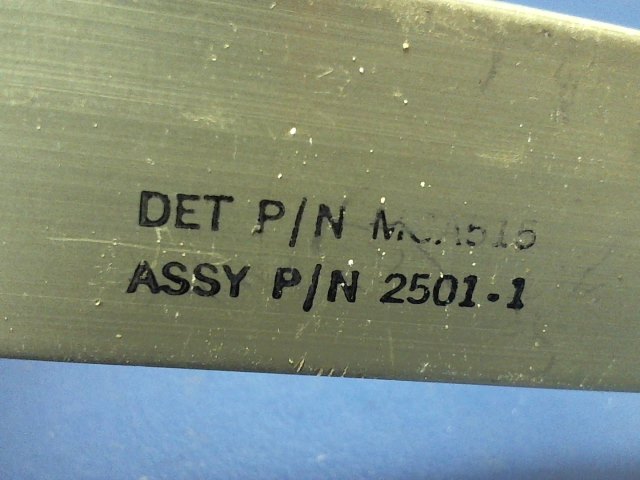 DET P/N
ASSY P/N 2501-1